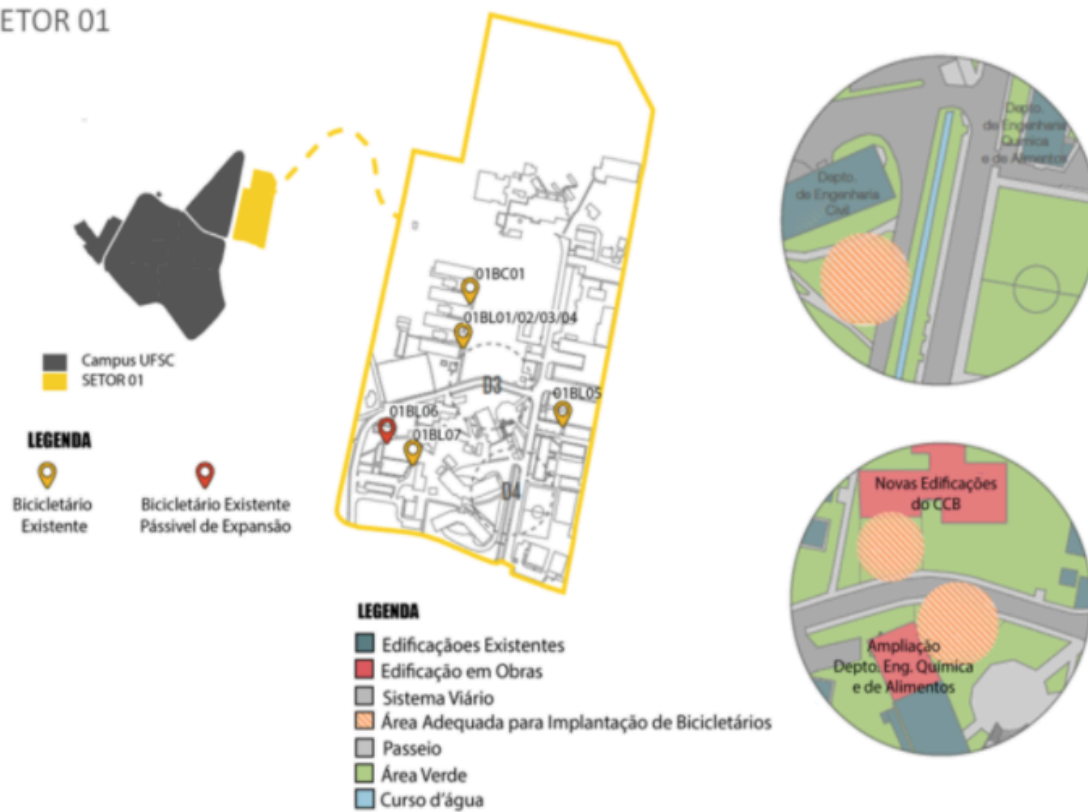 ETOR 01
Campus UFSC
SETOR 01
LEGENDA
Bicicletário
Existente
Bicicletário Existente
Pássivel de Expansão
01BC01
01BL01/02/03/04
D3
01BL05
01BL06
01BL07
D4
LEGENDA
Edificaçãoes Existentes
Edificação em Obras
Sistema Viário
Área Adequada para Implantação de Bicicletários
Passeio
Área Verde
Curso d'água
Depto.
de Engenharia
Química
e de Alimentos
Depto.
de Engenharia
Civil
Novas Edificações
do CCB
Ampliação
Depto. Eng. Química
e de Alimentos